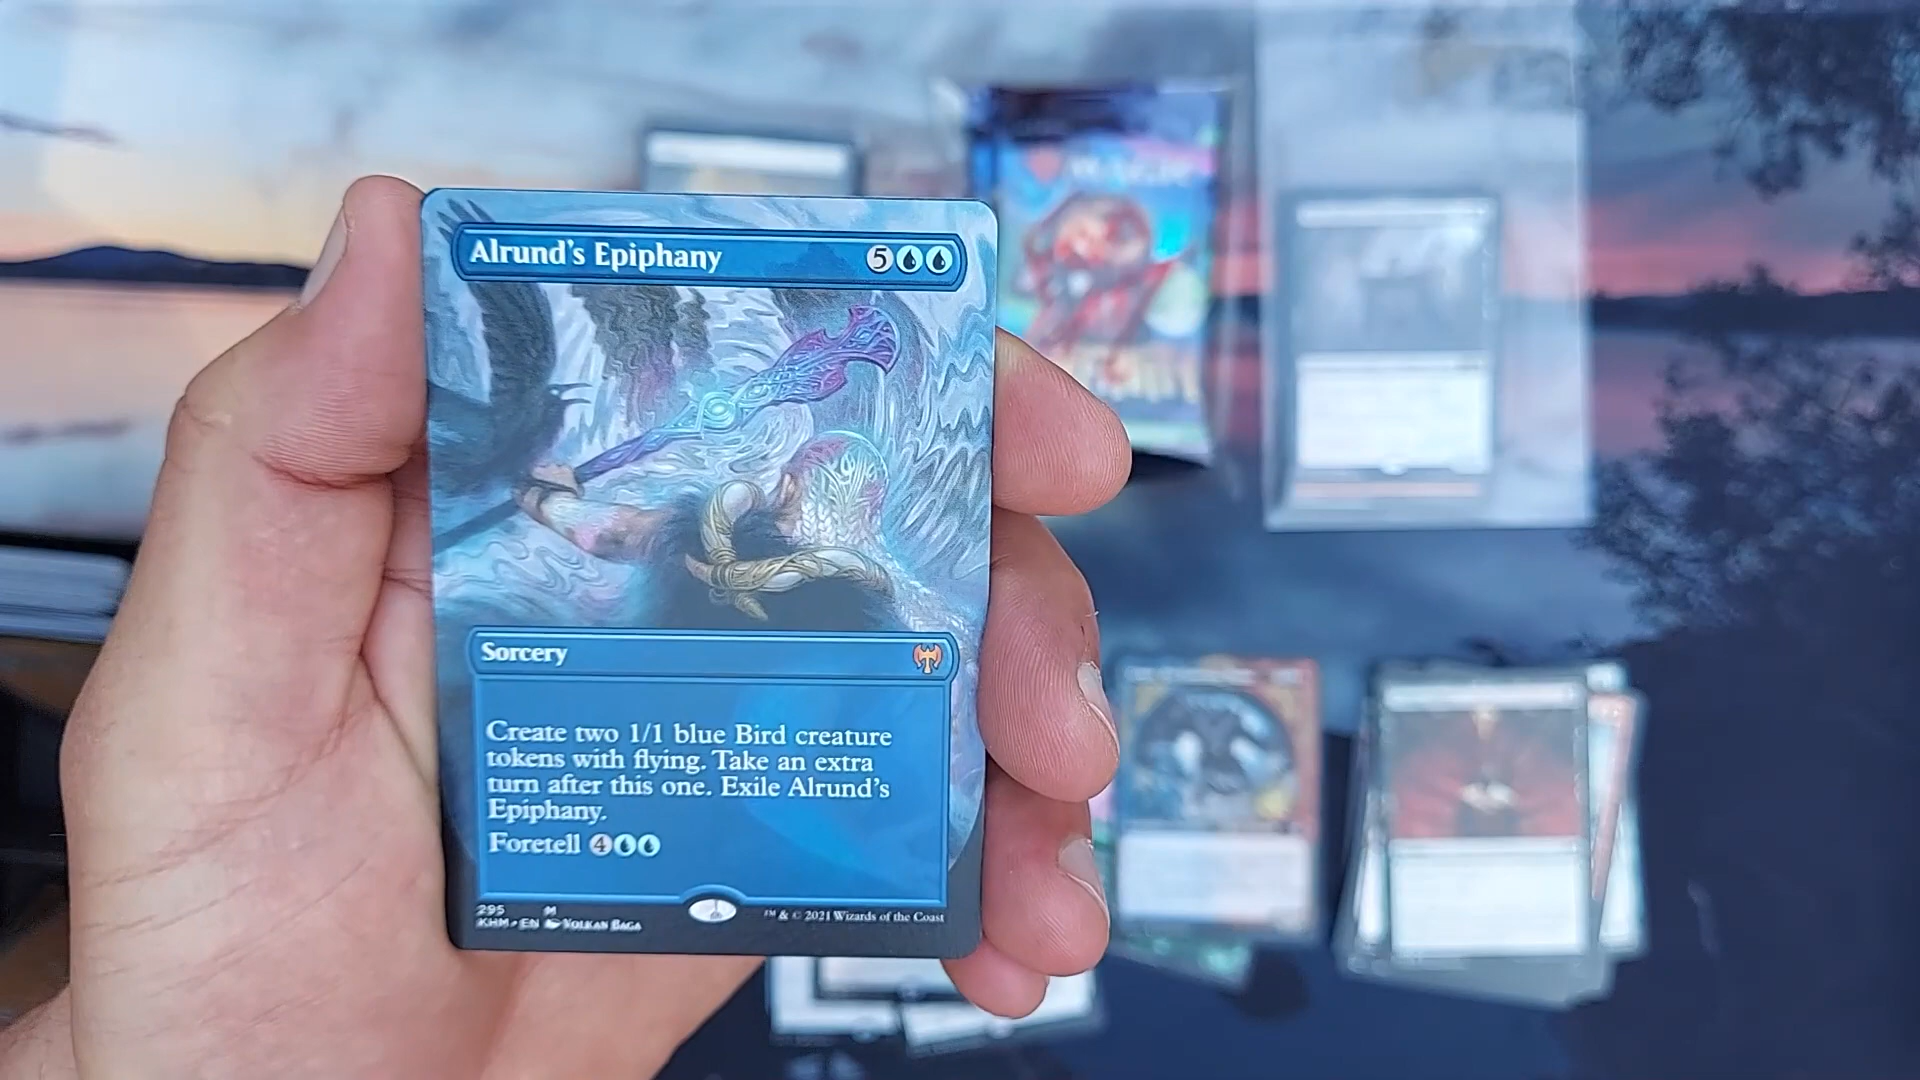 Alrund's Epiphany 5
Sorcery
Create two 1/1 blue Bird creature
tokens with flying. Take an extra
turn after this one. Exile Alrund's
Epiphany.
Foretell 4
295 M
KHM • EN Volkan Baga
™ & © 2021 Wizards of the Coast
MAGIC